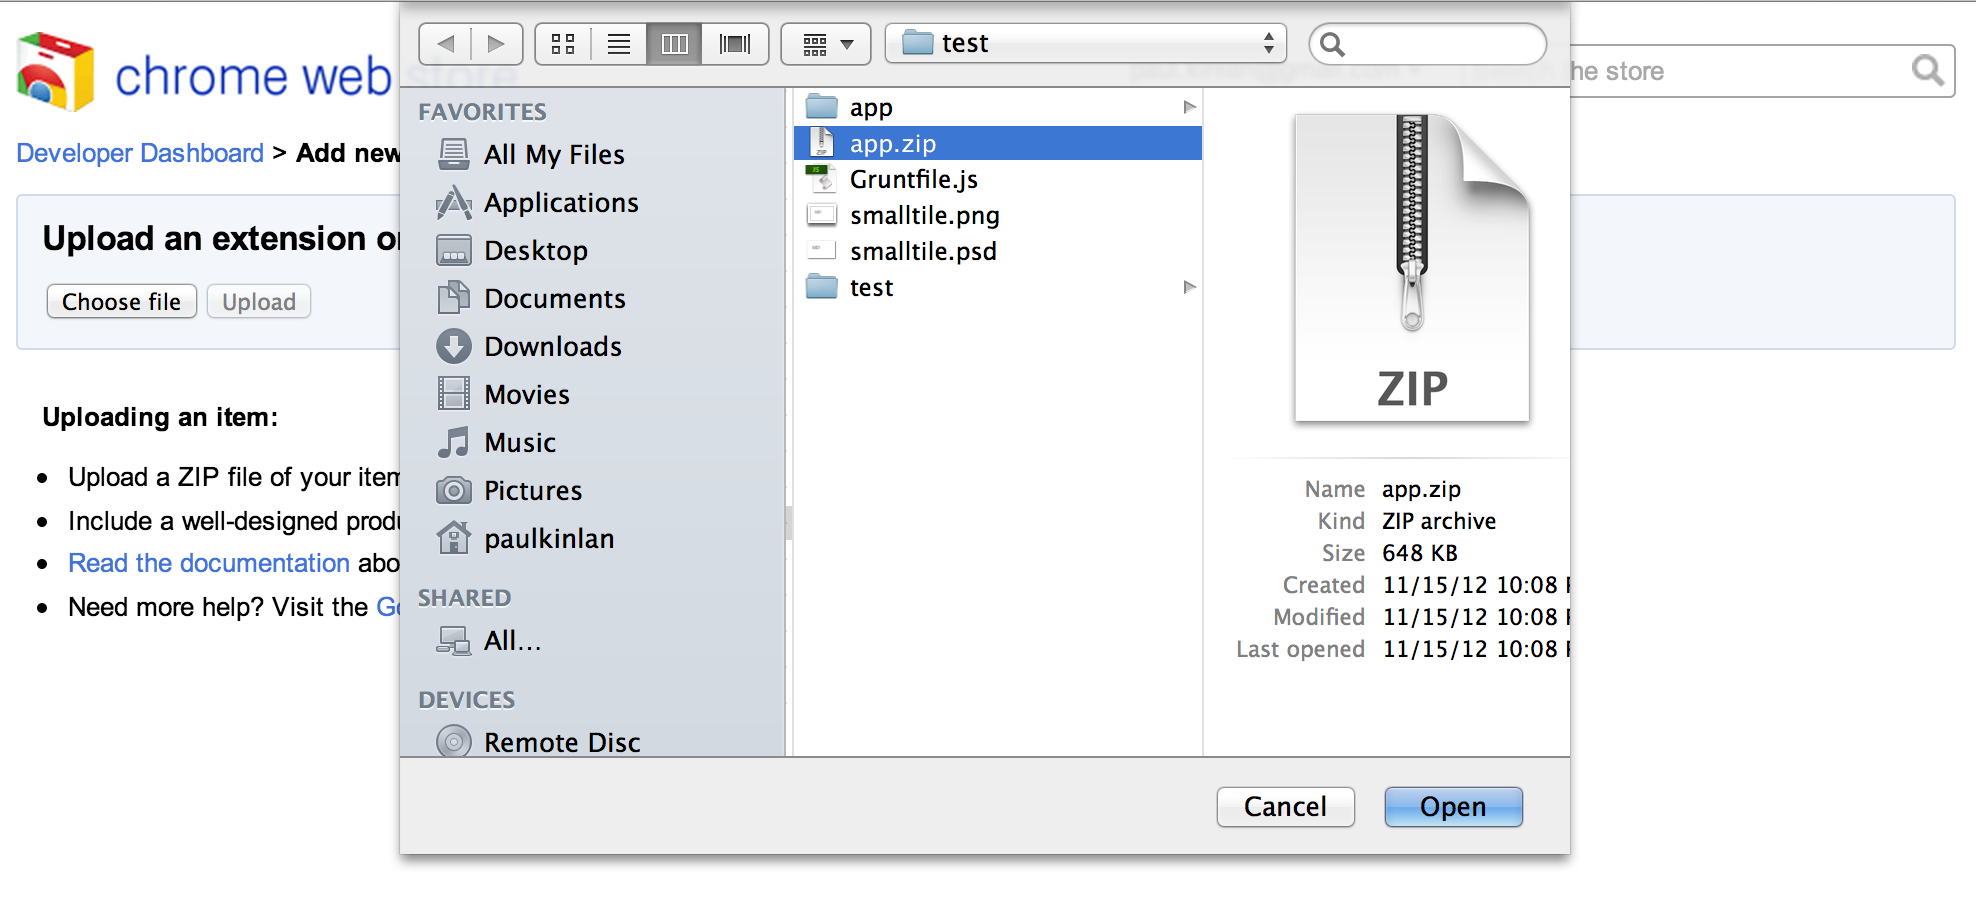 chrome web store
test
he store
Developer Dashboard > Add new
Upload an extension or
Choose file
Upload
Uploading an item:
Upload a ZIP file of your item
Include a well-designed produ
Read the documentation abo
Need more help? Visit the Go
FAVORITES
All My Files
Applications
Desktop
Documents
Downloads
Movies
Music
Pictures
paulkinlan
SHARED
All...
DEVICES
Remote Disc
app
app.zip
ZIP
Gruntfile.js
JS
smalltile.png
smalltile.psd
test
ZIP
Name app.zip
Kind ZIP archive
Size 648 KB
Created 11/15/12 10:08
Modified 11/15/12 10:08
Last opened 11/15/12 10:08
Cancel
Open